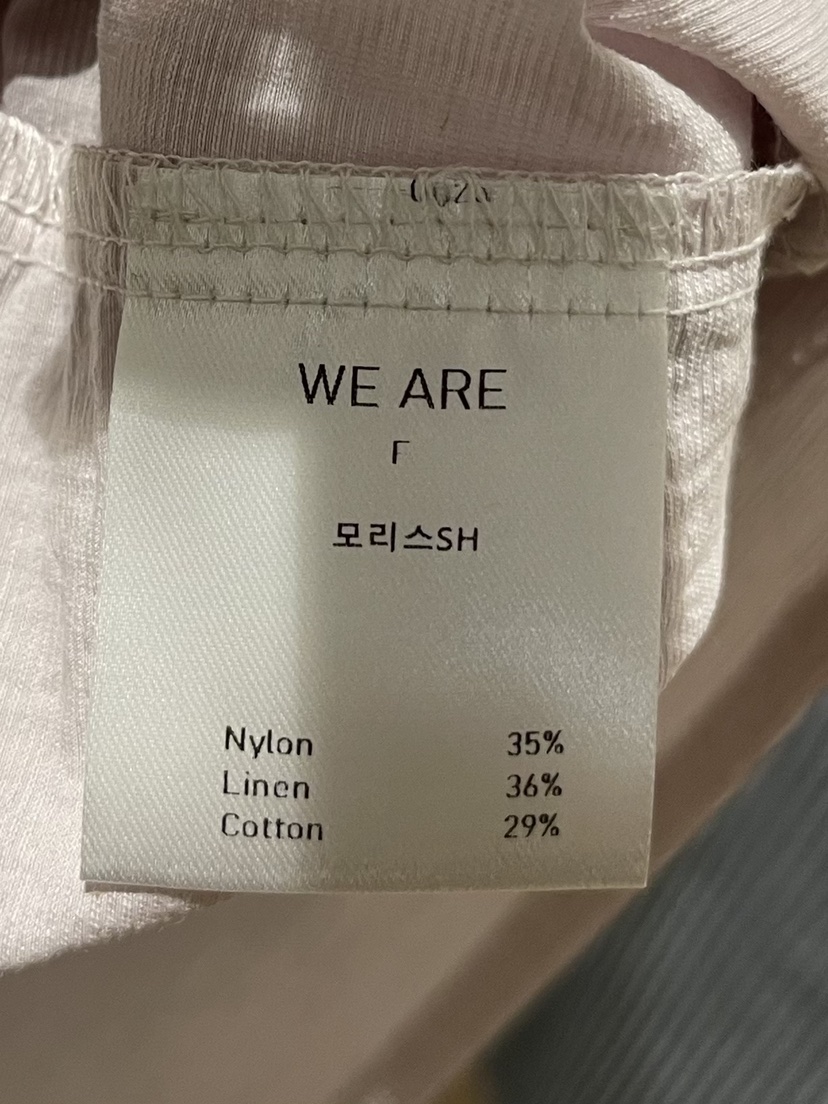 WE ARE
F
모리스SH
Nylon 35%
Linen 36%
Cotton 29%